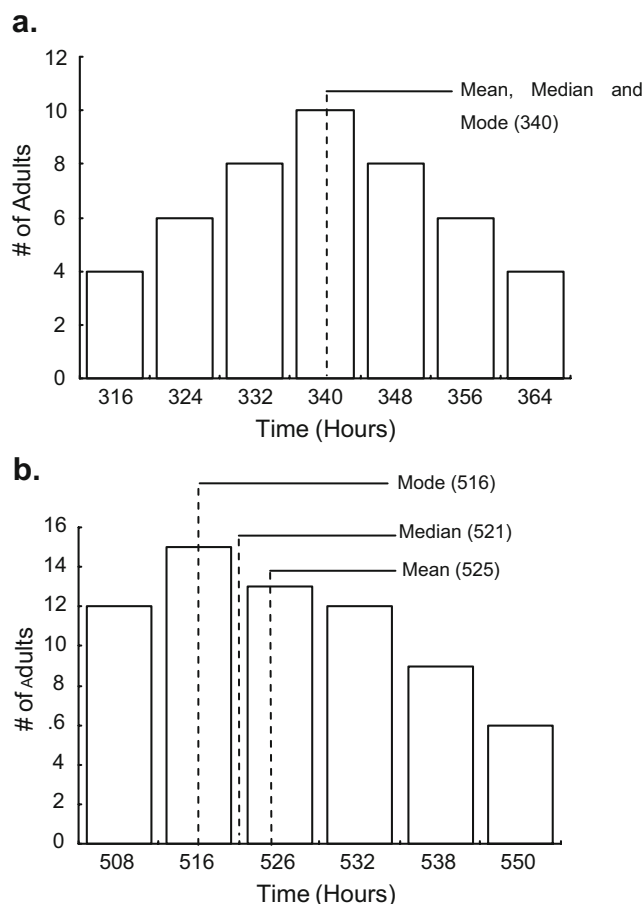 a.
12
10
8
6
4
2
0
# of Adults
Mean, Median and
Mode (340)
316 324 332 340 348 356 364
Time (Hours)
b.
Mode (516)
Median (521)
Mean (525)
16
14
12
10
8
.6
4
2
0
# of Adults
508 516 526 532 538 550
Time (Hours)